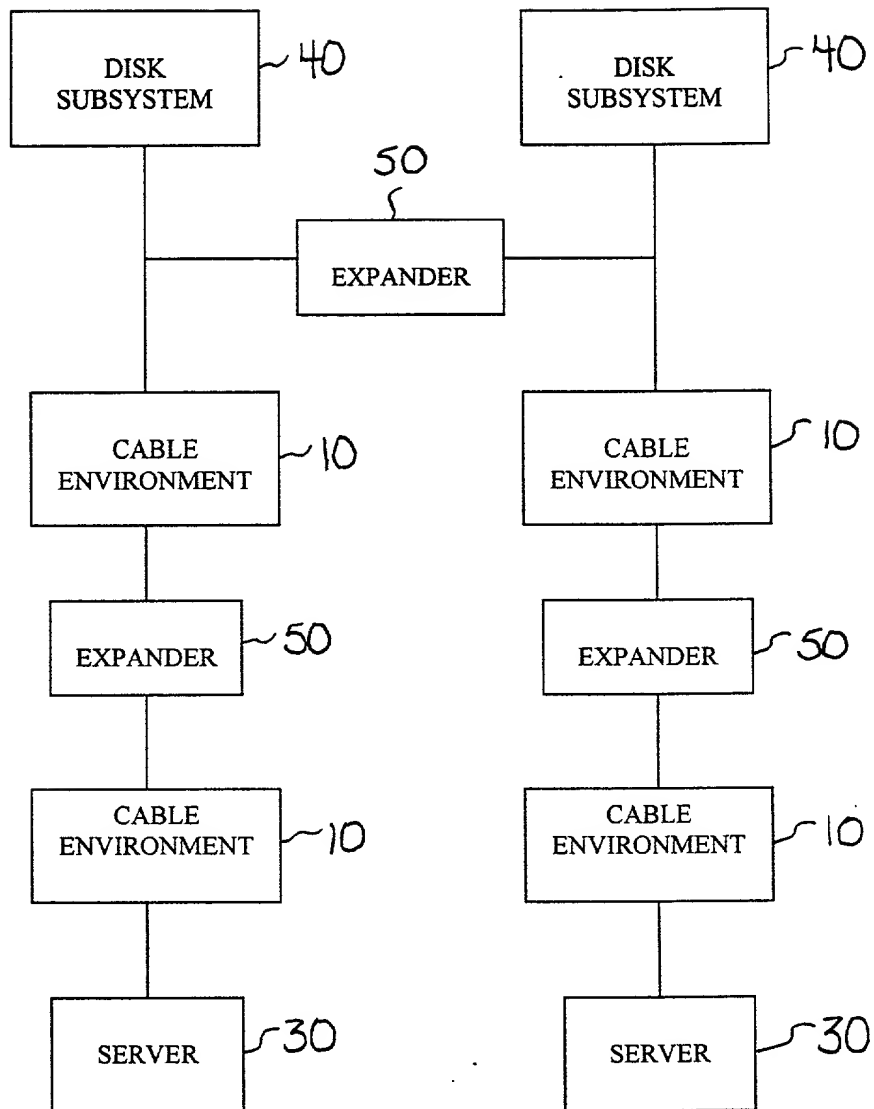 DISK
SUBSYSTEM
40
DISK
SUBSYSTEM
40
50
EXPANDER
CABLE
ENVIRONMENT
10
CABLE
ENVIRONMENT
10
EXPANDER
50
EXPANDER
50
CABLE
ENVIRONMENT
10
CABLE
ENVIRONMENT
10
SERVER
30
SERVER
30